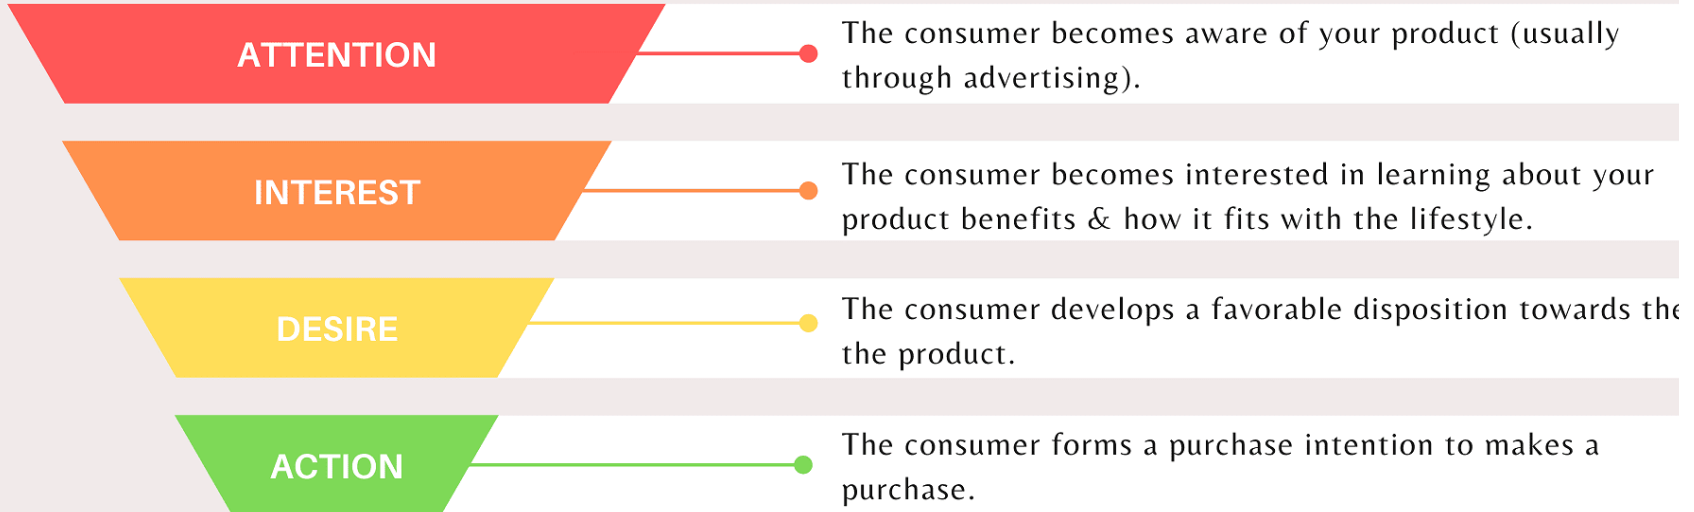 ATTENTION
The consumer becomes aware of your product (usually
through advertising).
INTEREST
The consumer becomes interested in learning about your
product benefits & how it fits with the lifestyle.
DESIRE
The consumer develops a favorable disposition towards the
the product.
ACTION
The consumer forms a purchase intention to makes a
purchase.